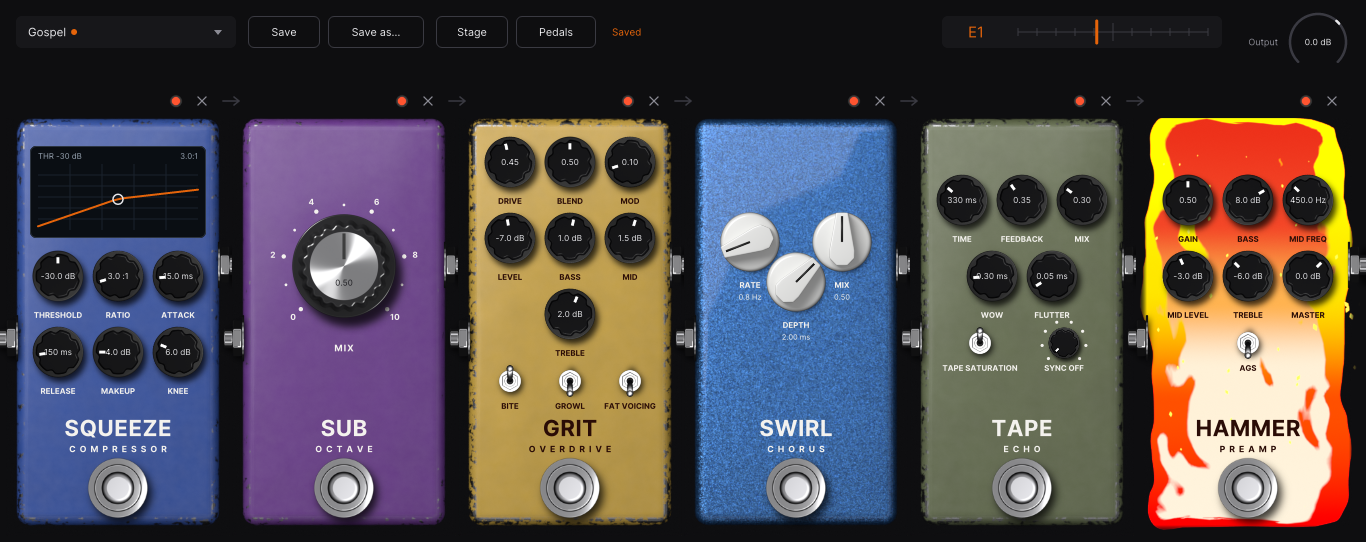 Gospel
Save
Save as...
Stage
Pedals
Saved
E1
Output
0.0 dB
THR -30 dB
3.0:1
-30.0 dB
3.0 :1
15.0 ms
THRESHOLD
RATIO
ATTACK
150 ms
-4.0 dB
6.0 dB
RELEASE
MAKEUP
KNEE
SQUEEZE
COMPRESSOR
4
6
2
8
0.50
0
10
MIX
SUB
OCTAVE
0.45
0.50
0.10
DRIVE
BLEND
MOD
-7.0 dB
1.0 dB
1.5 dB
LEVEL
BASS
MID
2.0 dB
TREBLE
BITE
GROWL
FAT VOICING
GRIT
OVERDRIVE
RATE
0.8 Hz
MIX
0.50
DEPTH
2.00 ms
SWIRL
CHORUS
330 ms
0.35
0.30
TIME
FEEDBACK
MIX
0.30 ms
0.05 ms
WOW
FLUTTER
TAPE SATURATION
SYNC OFF
TAPE
ECHO
0.50
8.0 dB
450.0 Hz
GAIN
BASS
MID FREQ
-3.0 dB
-6.0 dB
0.0 dB
MID LEVEL
TREBLE
MASTER
AGS
HAMMER
PREAMP